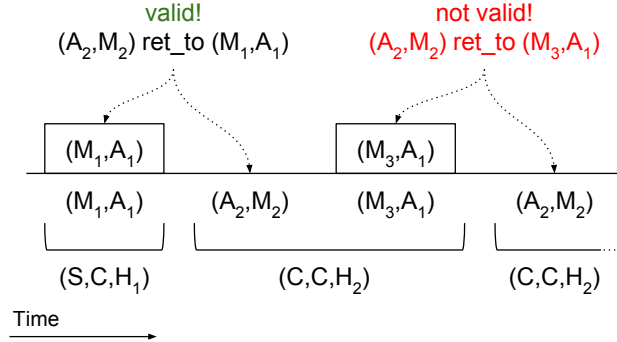 valid!
(A₂,M₂) ret_to (M₁,A₁)
not valid!
(A₂,M₂) ret_to (M₃,A₁)
(M₁,A₁)
(M₃,A₁)
(M₁,A₁)
(A₂,M₂)
(M₃,A₁)
(A₂,M₂)
(S,C,H₁)
(C,C,H₂)
(C,C,H₂)
Time